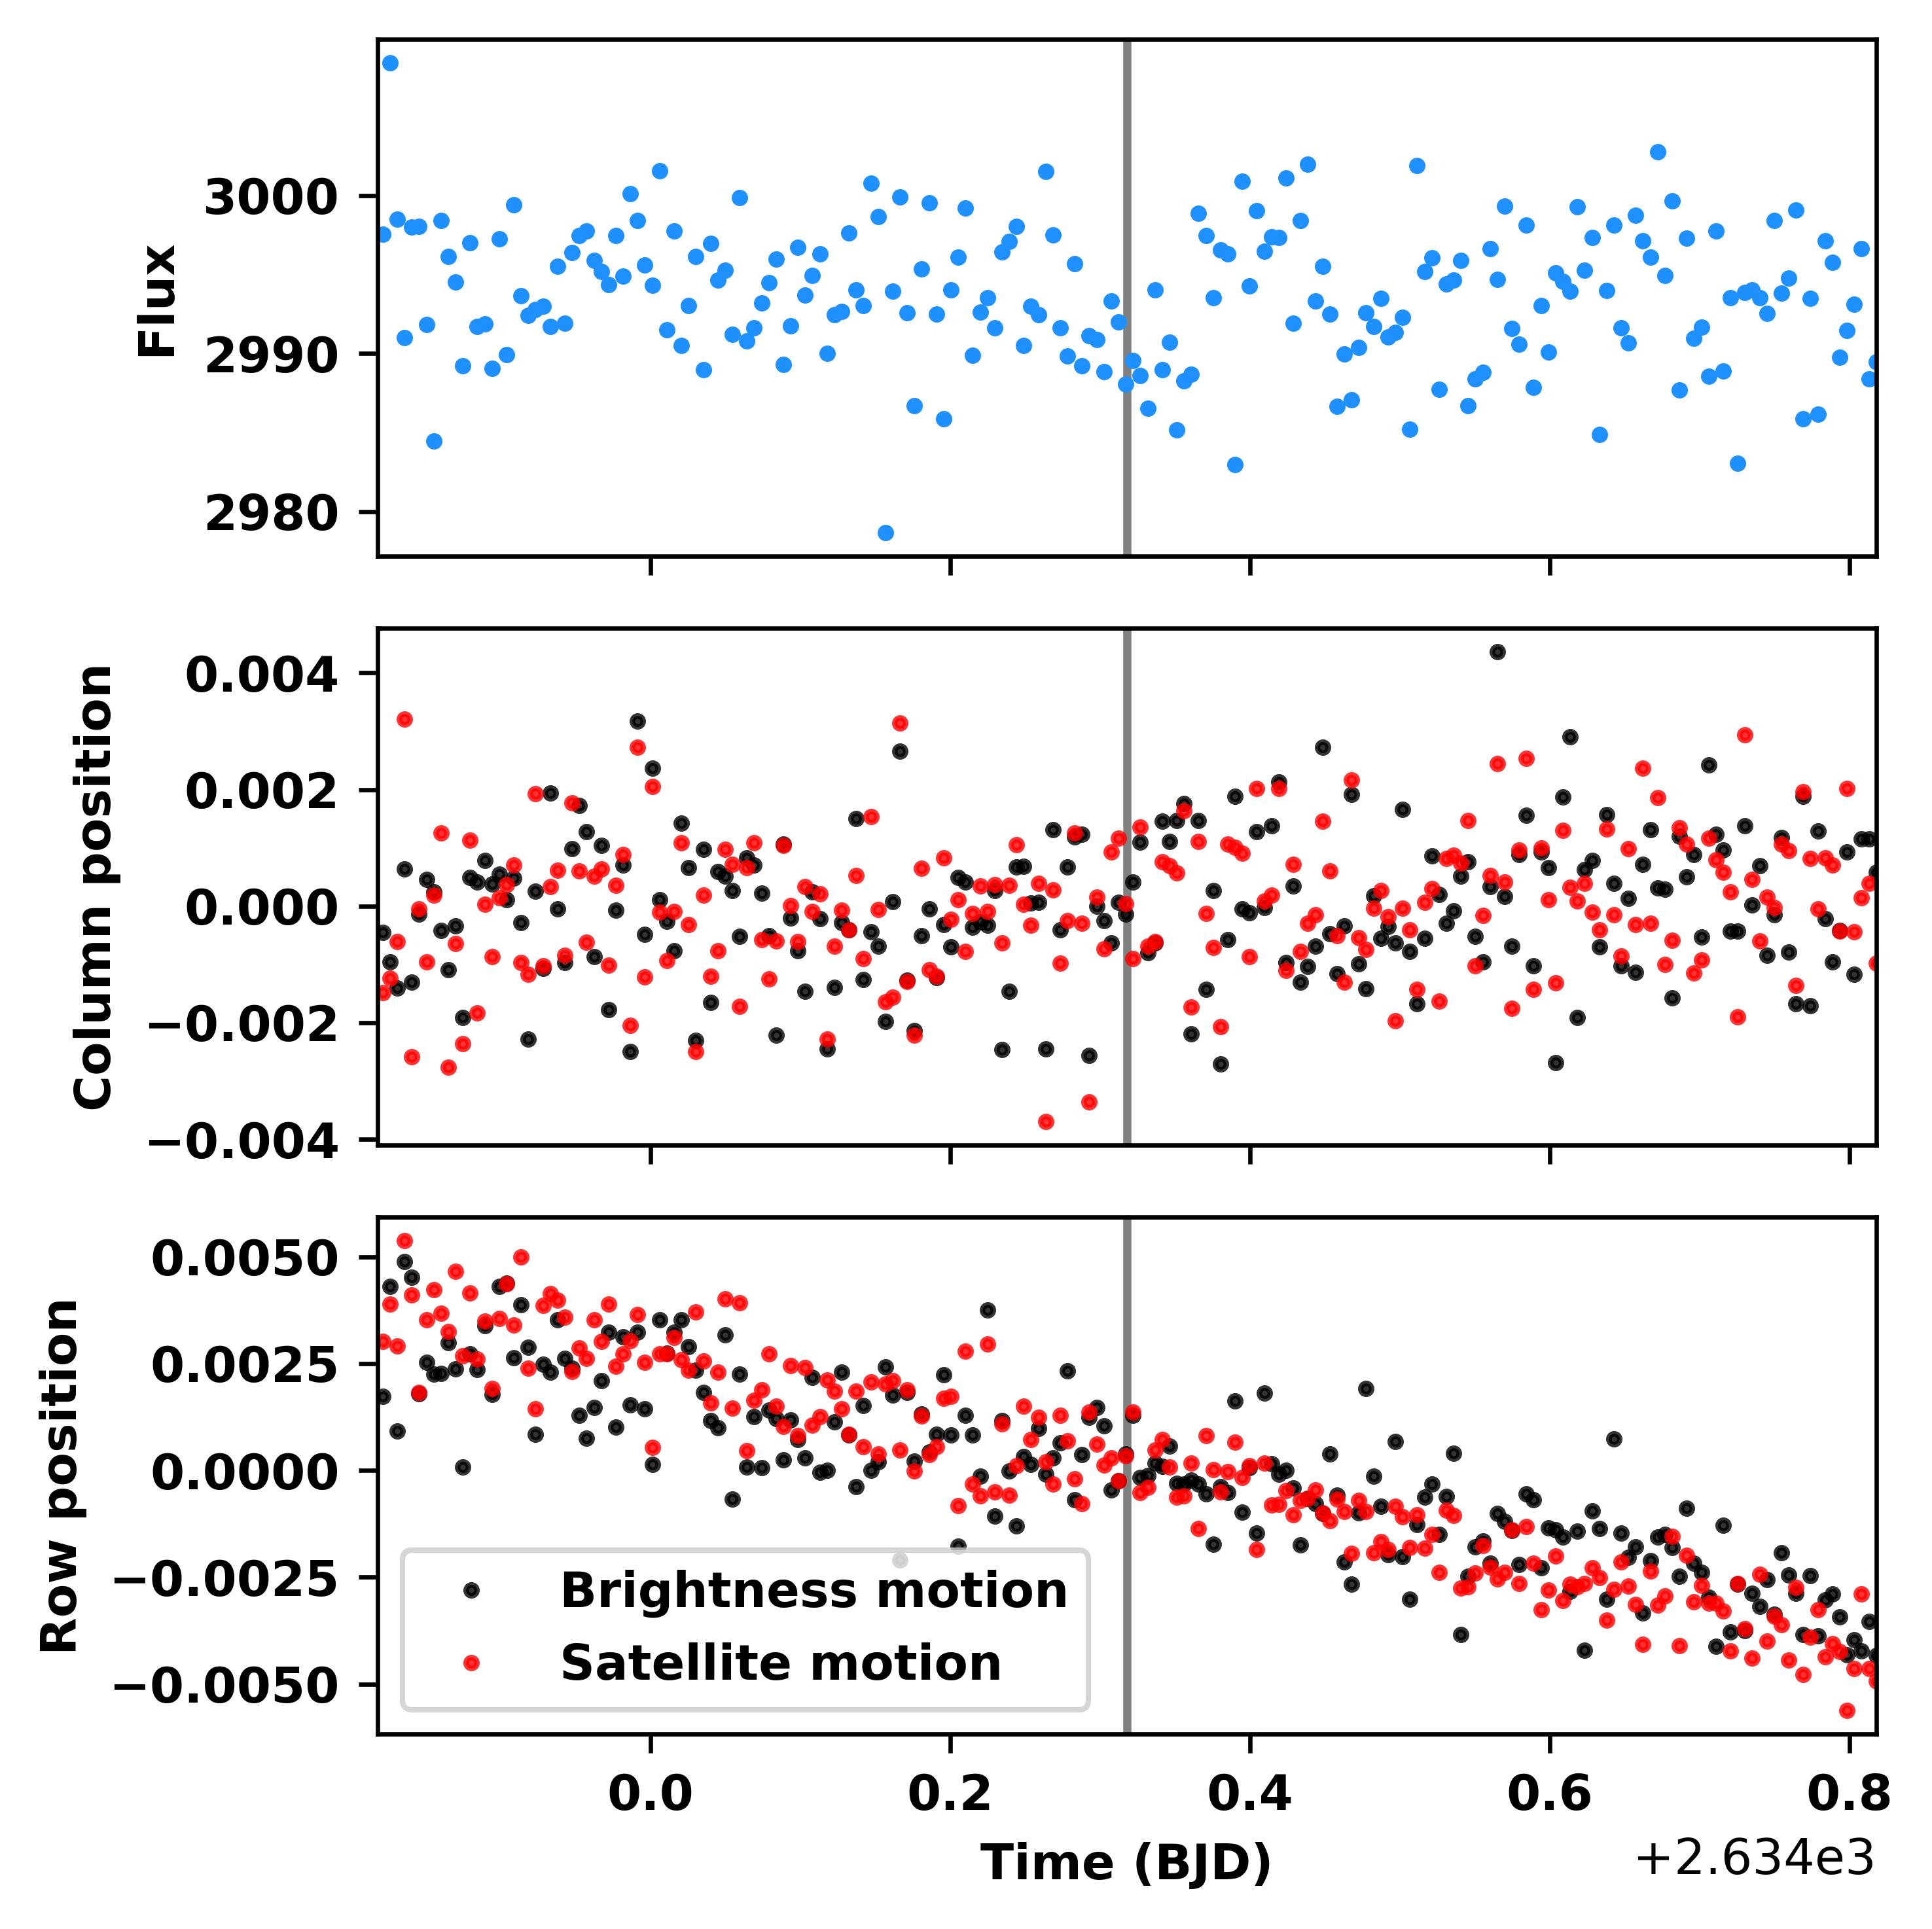 Flux
3000
2990
2980
Column position
0.004
0.002
0.000
−0.002
−0.004
Row position
0.0050
0.0025
0.0000
−0.0025
−0.0050
Brightness motion
Satellite motion
0.0 0.2 0.4 0.6 0.8
Time (BJD)
+2.634e3